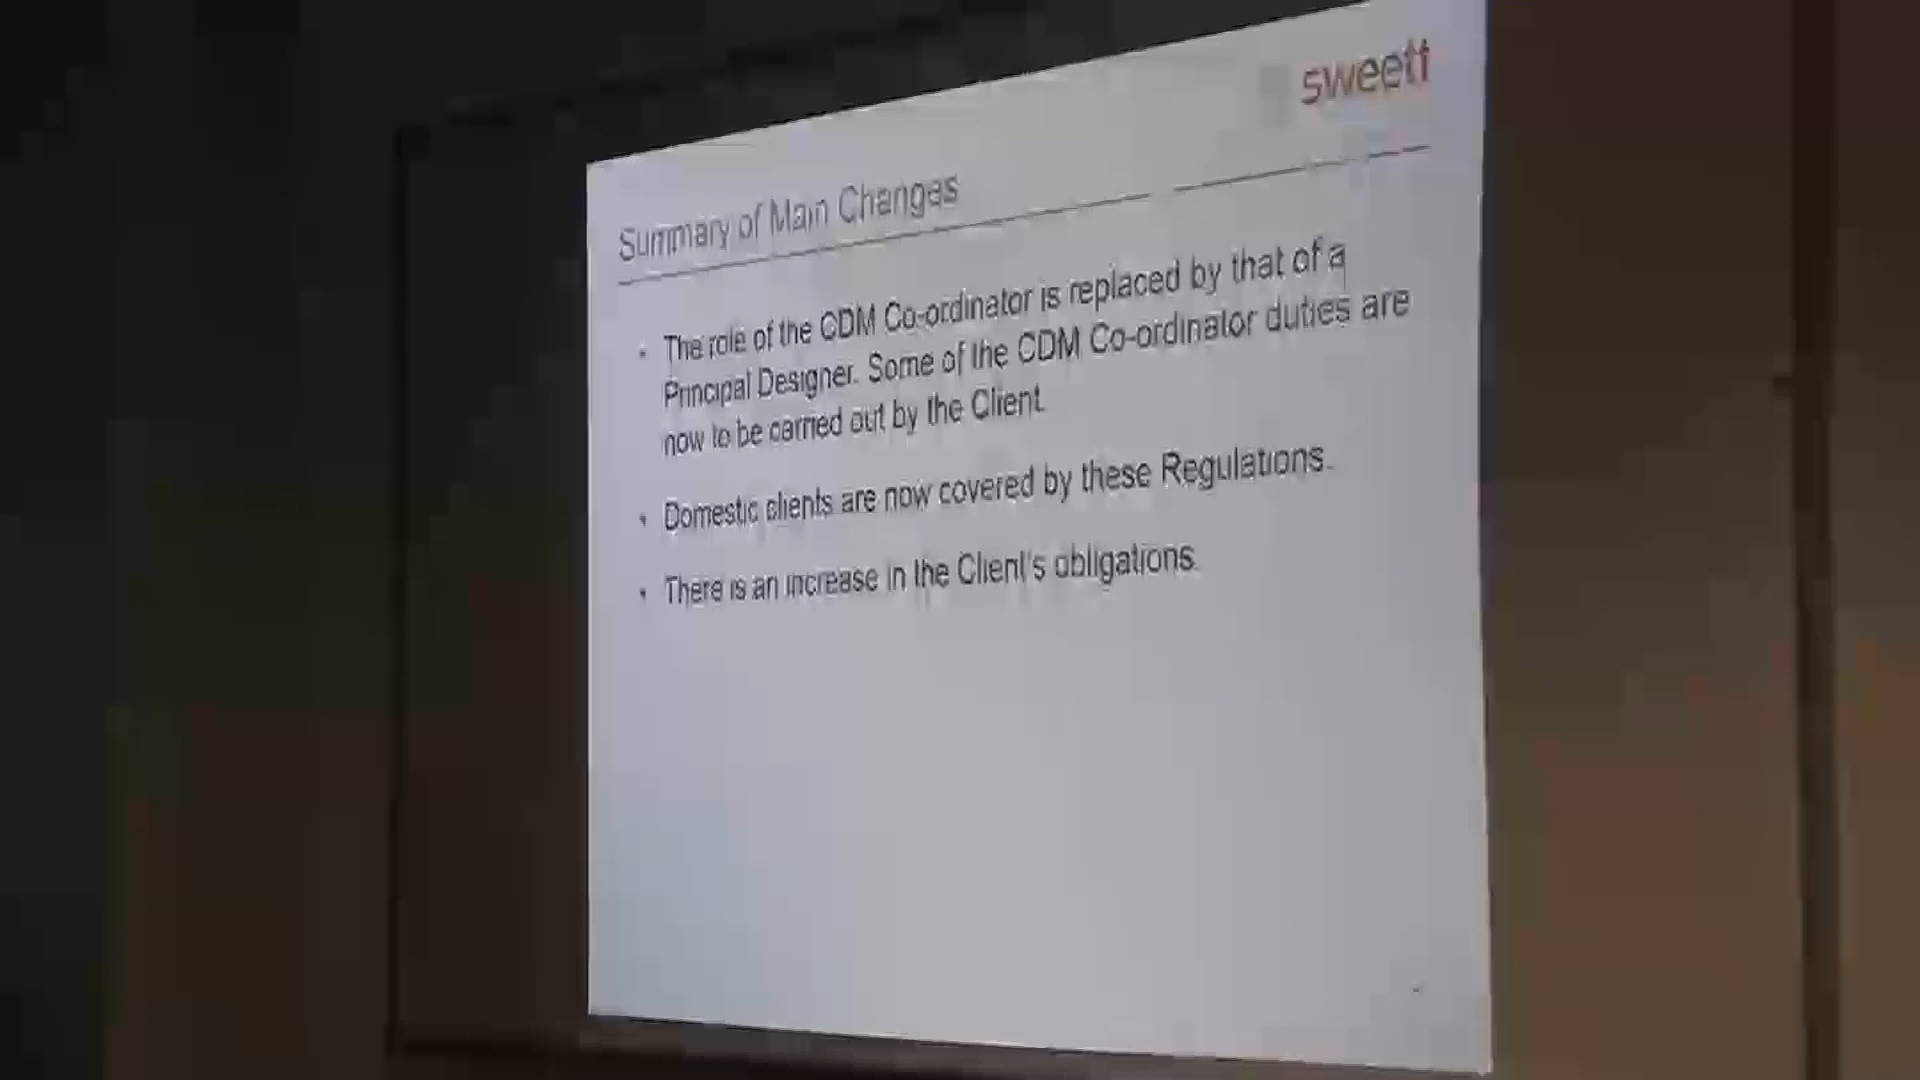 sweett
Summary of Main Changes
• The role of the CDM Co-ordinator is replaced by that of a
Principal Designer. Some of the CDM Co-ordinator duties are
now to be carried out by the Client.
• Domestic clients are now covered by these Regulations.
• There is an increase in the Client's obligations.